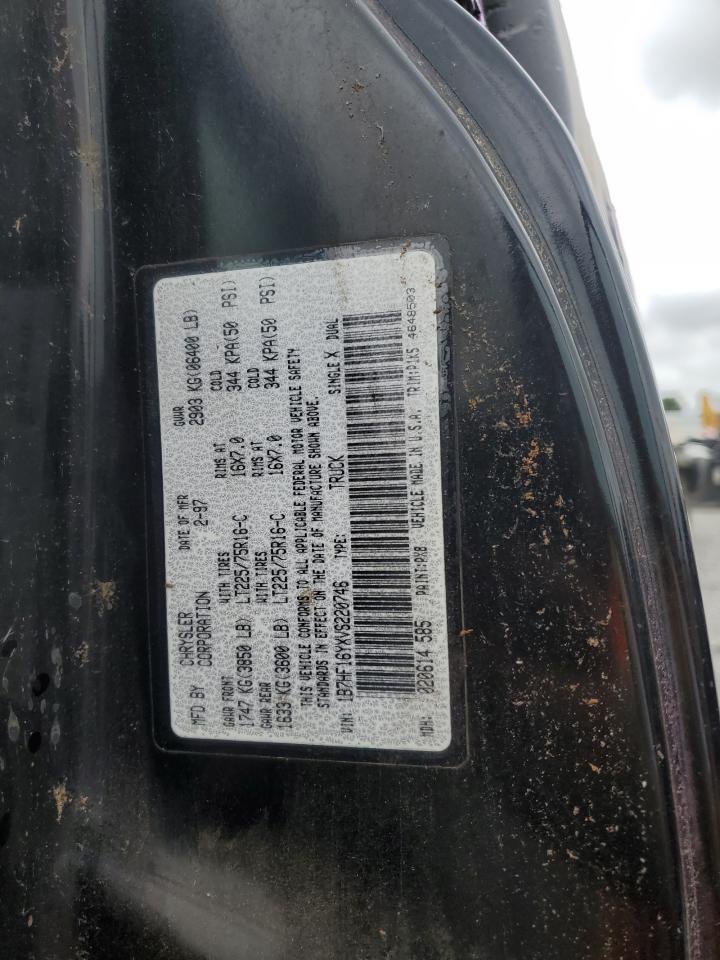 MFD BY CHRYSLER CORPORATION DATE OF MFR 2-97 GVWR 2903 KG(06400 LB)
GAWR FRONT WITH TIRES RIMS AT COLD
1747 KG(3850 LB) LT225/75R16-C 16X7.0 344 KPA(50 PSI)
GAWR REAR WITH TIRES RIMS AT COLD
1633 KG(3600 LB) LT225/75R16-C 16X7.0 344 KPA(50 PSI)
THIS VEHICLE CONFORMS TO ALL APPLICABLE FEDERAL MOTOR VEHICLE SAFETY
STANDARDS IN EFFECT ON THE DATE OF MANUFACTURE SHOWN ABOVE.
VIN: 1B7HF16YXVS220746 TYPE: TRUCK SINGLE X DUAL
MDH: 020614 585 PAINT:PX8 VEHICLE MADE IN U.S.A. TRIM:P1K5 4648503